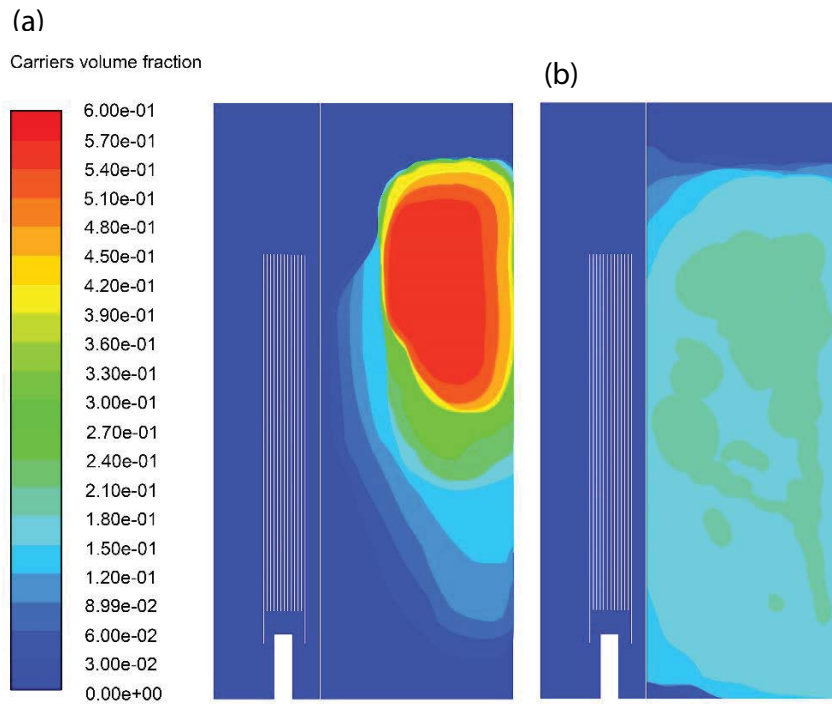 (a)
Carriers volume fraction
(b)
6.00e-01
5.70e-01
5.40e-01
5.10e-01
4.80e-01
4.50e-01
4.20e-01
3.90e-01
3.60e-01
3.30e-01
3.00e-01
2.70e-01
2.40e-01
2.10e-01
1.80e-01
1.50e-01
1.20e-01
8.99e-02
6.00e-02
3.00e-02
0.00e+00